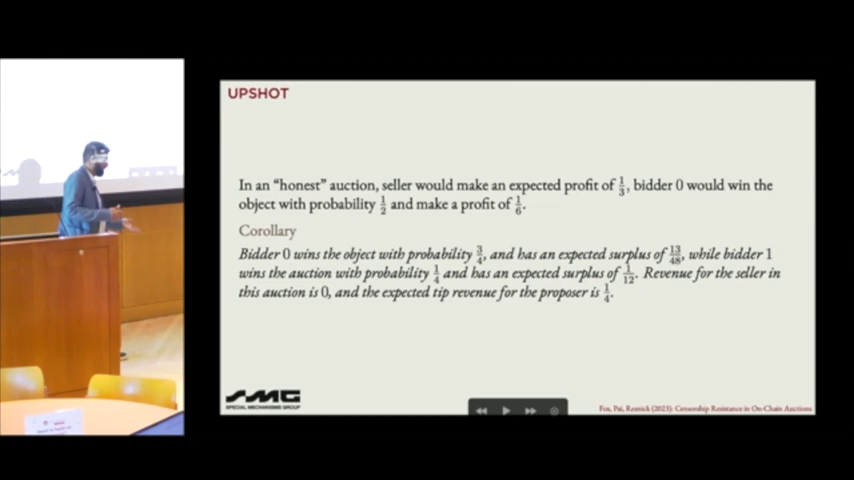 UPSHOT
In an “honest” auction, seller would make an expected profit of 1/3, bidder 0 would win the
object with probability 1/2 and make a profit of 1/6.
Corollary
Bidder 0 wins the object with probability 3/4, and has an expected surplus of 13/48, while bidder 1
wins the auction with probability 1/4 and has an expected surplus of 1/12. Revenue for the seller in
this auction is 0, and the expected tip revenue for the proposer is 1/4.
SMG
SPECIAL MECHANISMS GROUP
Fox, Pai, Resnick (2023): Censorship Resistance in On-Chain Auctions